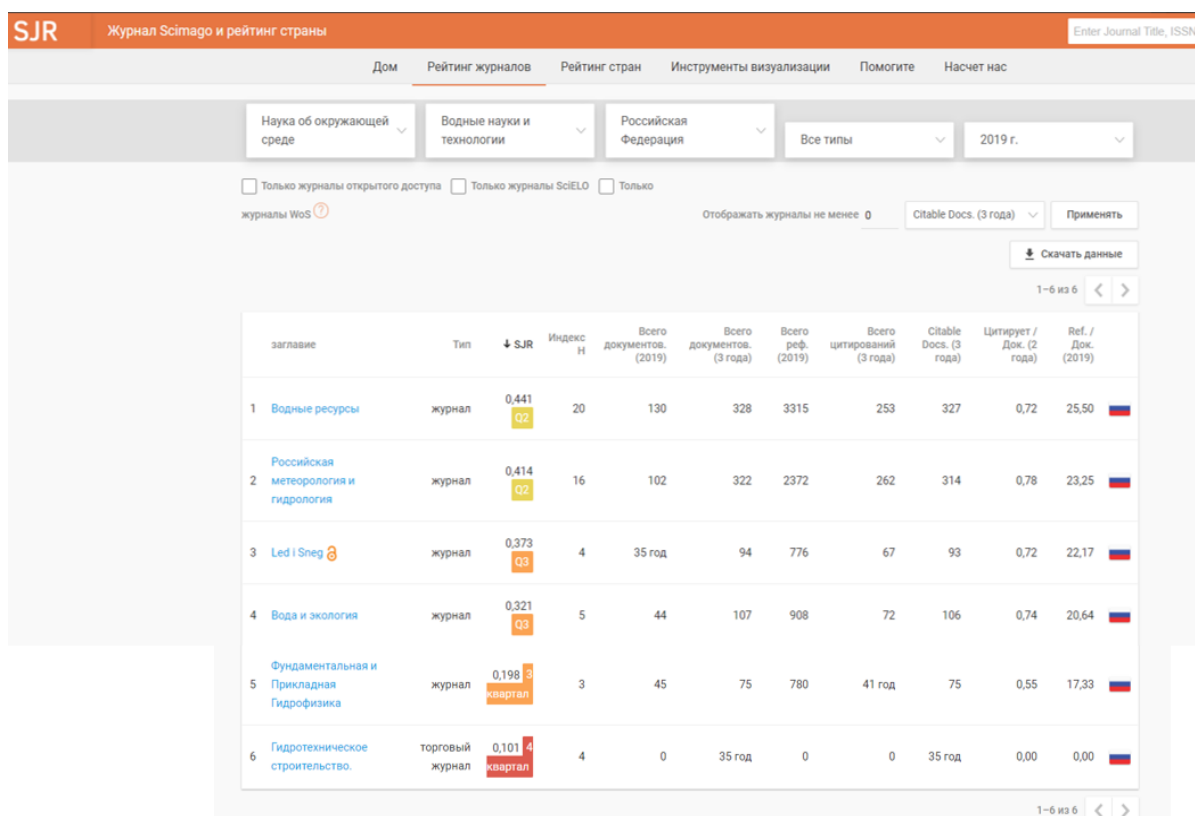 SJR Журнал Scimago и рейтинг страны Enter Journal Title, ISSN
Дом Рейтинг журналов Рейтинг стран Инструменты визуализации Помогите Насчет нас
Наука об окружающей
среде
Водные науки и
технологии
Российская
Федерация
Все типы
2019 г.
Только журналы открытого доступа Только журналы SciELO Только
журналы WoS ?
Отображать журналы не менее 0 Citable Docs. (3 года) Применять
Скачать данные
1–6 из 6
заглавие Тип SJR Индекс
H
Всего
документов.
(2019)
Всего
документов.
(3 года)
Всего
реф.
(2019)
Всего
цитирований
(3 года)
Citable
Docs. (3
года)
Цитирует /
Док. (2
года)
Ref. /
Док.
(2019)
1 Водные ресурсы журнал 0,441
Q2
20 130 328 3315 253 327 0,72 25,50
2 Российская
метеорология и
гидрология
журнал 0,414
Q2
16 102 322 2372 262 314 0,78 23,25
3 Led i Sneg журнал 0,373
Q3
4 35 год 94 776 67 93 0,72 22,17
4 Вода и экология журнал 0,321
Q3
5 44 107 908 72 106 0,74 20,64
5 Фундаментальная и
Прикладная
Гидрофизика
журнал 0,198 3
квартал
3 45 75 780 41 год 75 0,55 17,33
6 Гидротехническое
строительство.
торговый
журнал
0,101 4
квартал
4 0 35 год 0 0 35 год 0,00 0,00
1–6 из 6